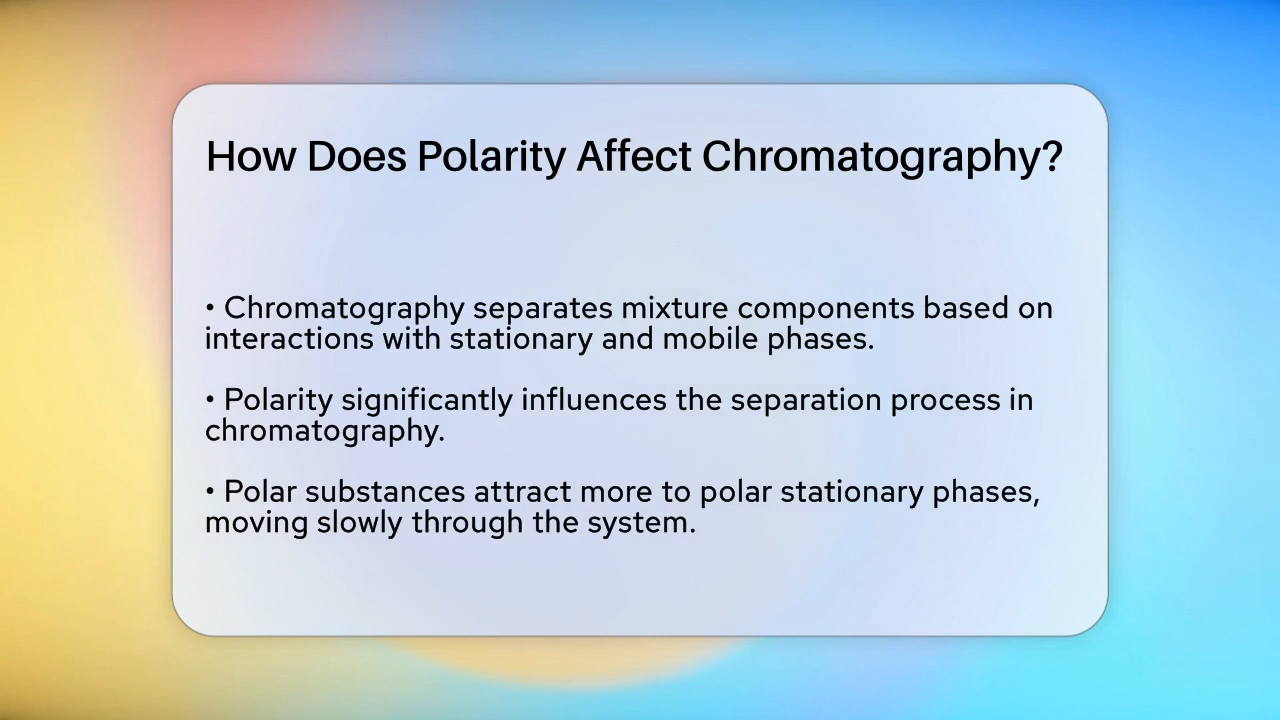 How Does Polarity Affect Chromatography?
• Chromatography separates mixture components based on
interactions with stationary and mobile phases.
• Polarity significantly influences the separation process in
chromatography.
• Polar substances attract more to polar stationary phases,
moving slowly through the system.